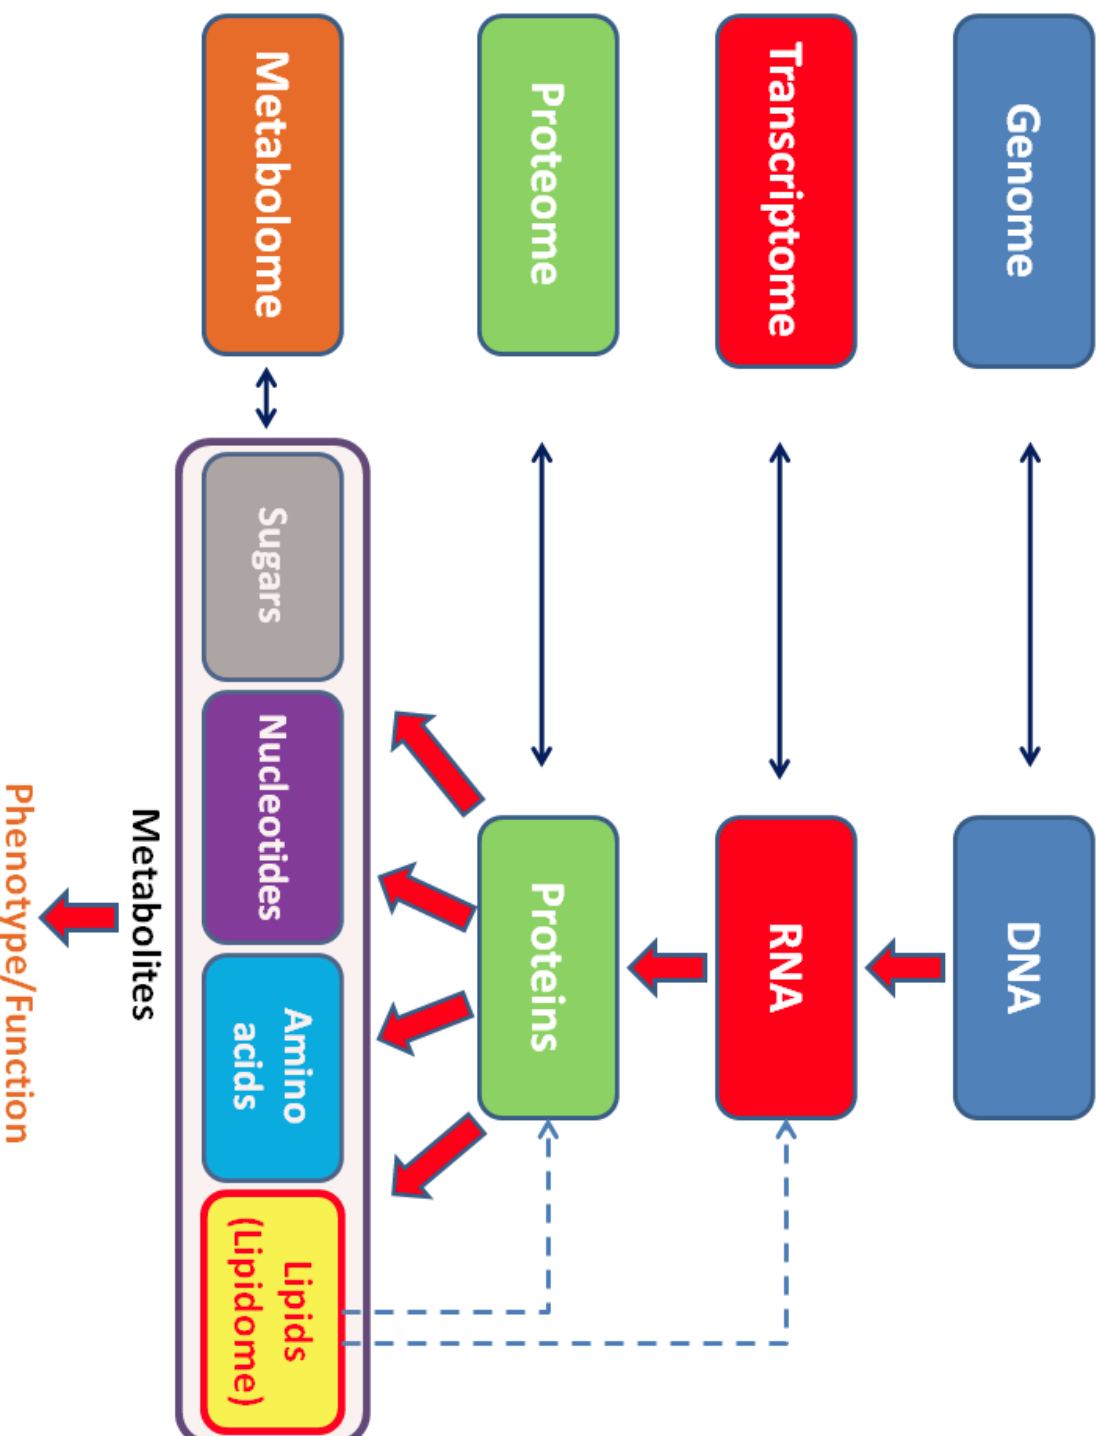 Genome
DNA
Transcriptome
RNA
Proteome
Proteins
Metabolome
Sugars
Nucleotides
Amino
acids
Lipids
(Lipidome)
Metabolites
Phenotype/Function